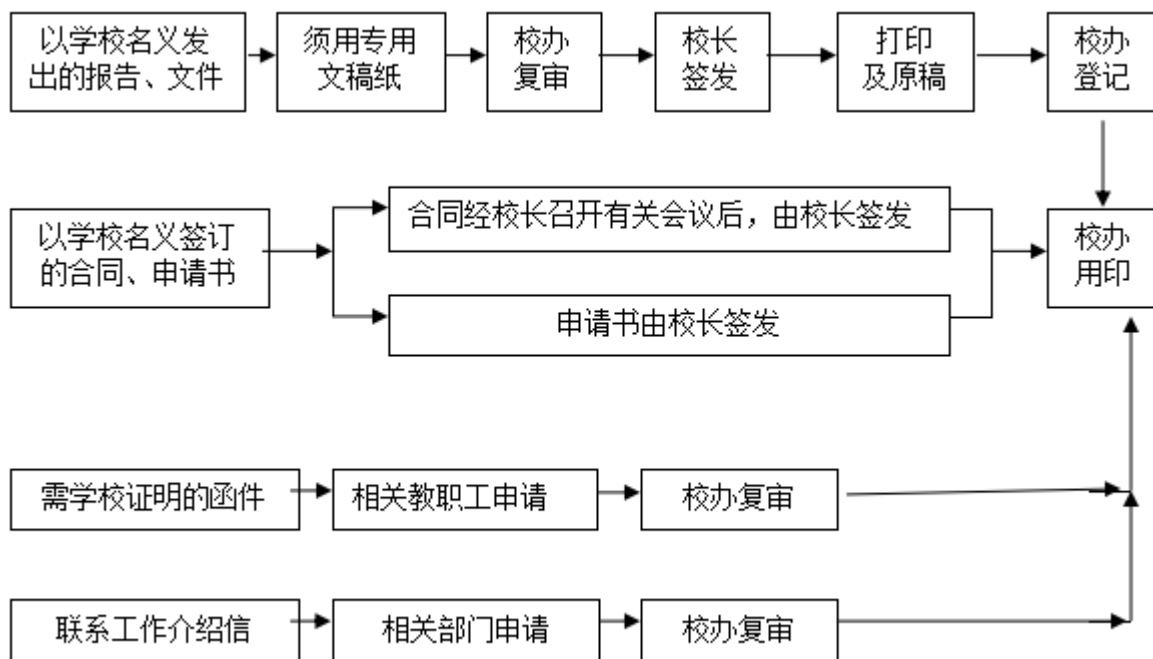 以学校名义发
出的报告、文件
须用专用
文稿纸
校办
复审
校长
签发
打印
及原稿
校办
登记
以学校名义签订
的合同、申请书
合同经校长召开有关会议后，由校长签发
申请书由校长签发
校办
用印
需学校证明的函件
相关教职工申请
校办复审
联系工作介绍信
相关部门申请
校办复审